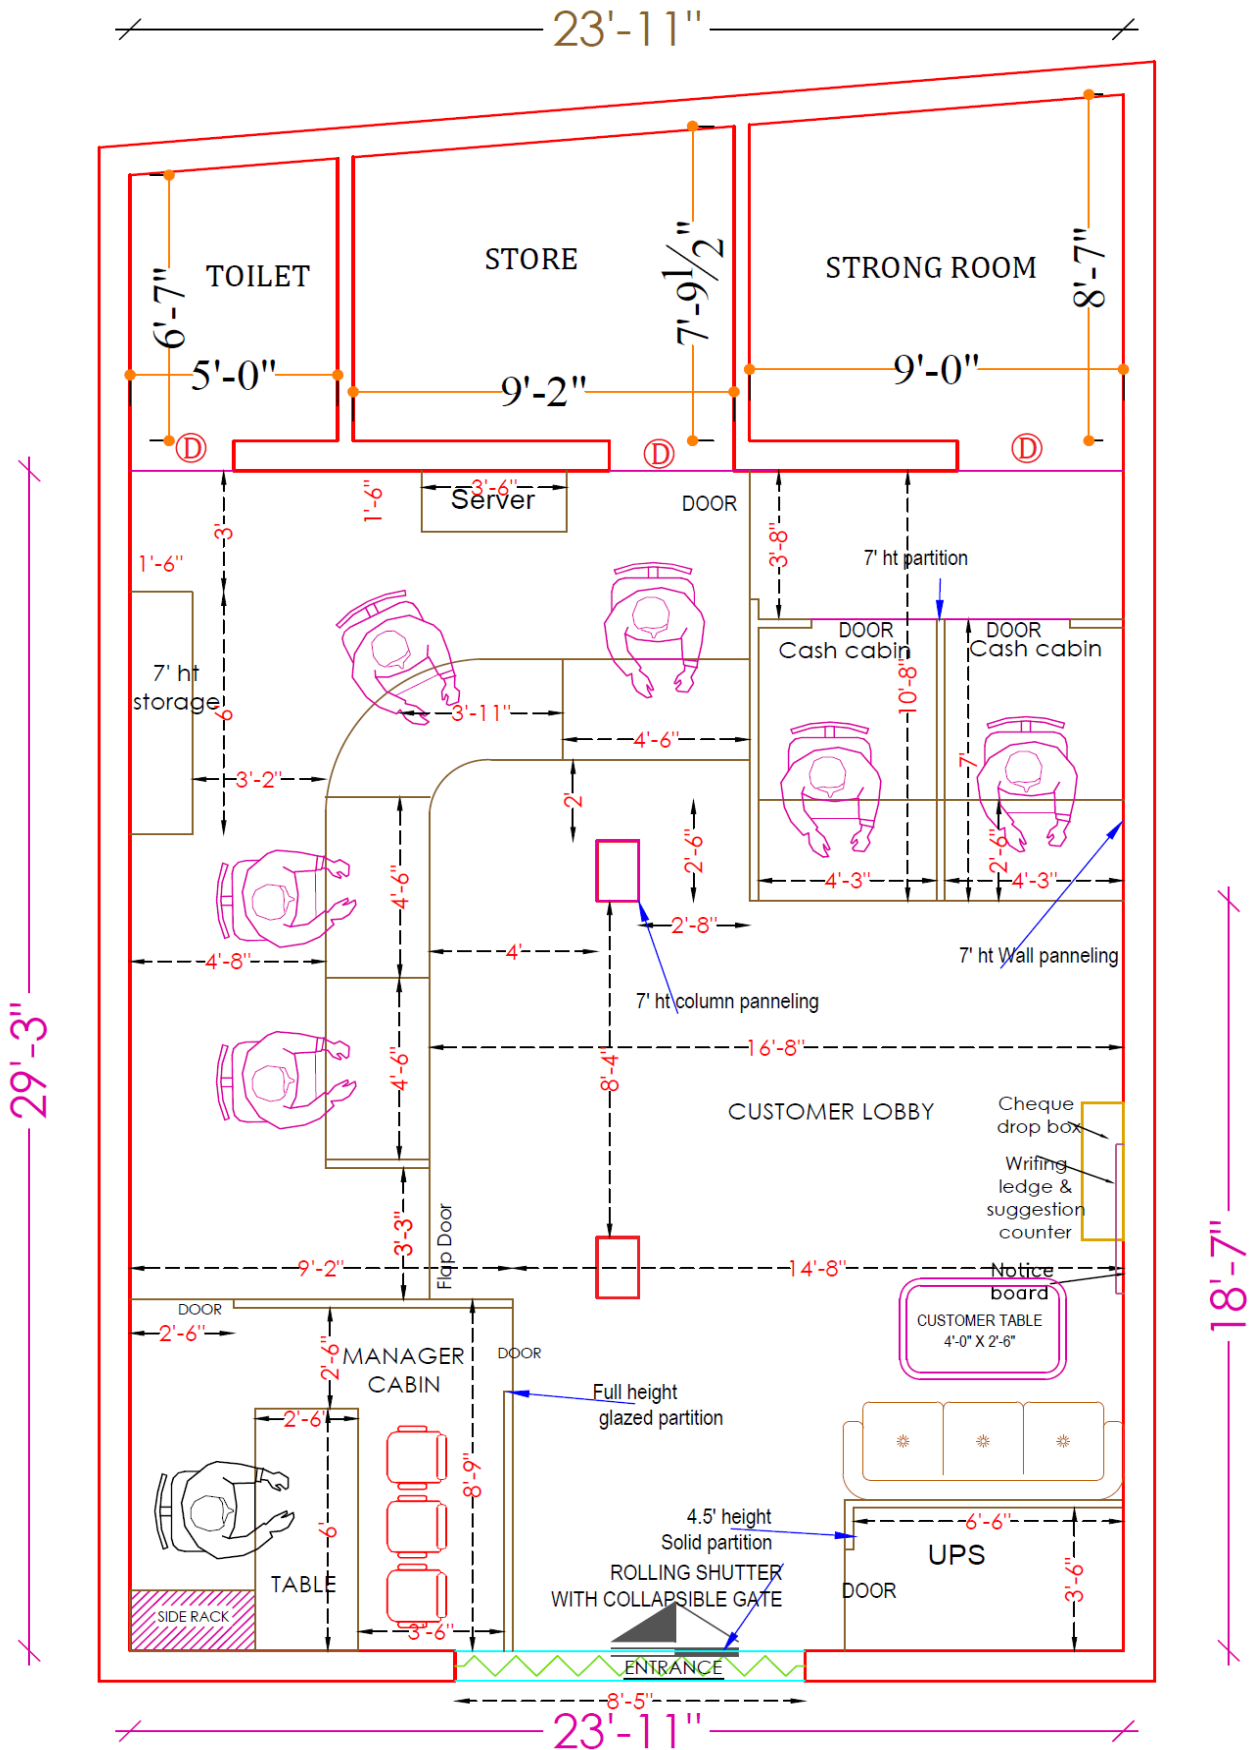 23'-11"
TOILET
STORE
STRONG ROOM
6'-7"
7'-9 1/2"
8'-7"
5'-0"
9'-2"
9'-0"
D
D
D
3'-6"
Server
1'-6"
DOOR
3'
1'-6"
3'-8"
7' ht partition
DOOR
Cash cabin
DOOR
Cash cabin
7' ht
storage
6'
10'-8"
3'-11"
4'-6"
3'-2"
7'
2'
2'-6"
2'-6"
4'-3"
4'-3"
4'-6"
2'-8"
4'
4'-8"
7' ht Wall panneling
7' ht column panneling
29'-3"
16'-8"
4'-6"
8'-4"
CUSTOMER LOBBY
Cheque
drop box
Writing
ledge &
suggestion
counter
3'-3"
Flap Door
9'-2"
14'-8"
Notice
board
18'-7"
DOOR
2'-6"
2'-6"
MANAGER
CABIN
DOOR
CUSTOMER TABLE
4'-0" X 2'-6"
Full height
glazed partition
2'-6"
8'-9"
6'
4.5' height
Solid partition
6'-6"
UPS
3'-6"
ROLLING SHUTTER
WITH COLLAPSIBLE GATE
DOOR
TABLE
SIDE RACK
3'-6"
ENTRANCE
8'-5"
23'-11"